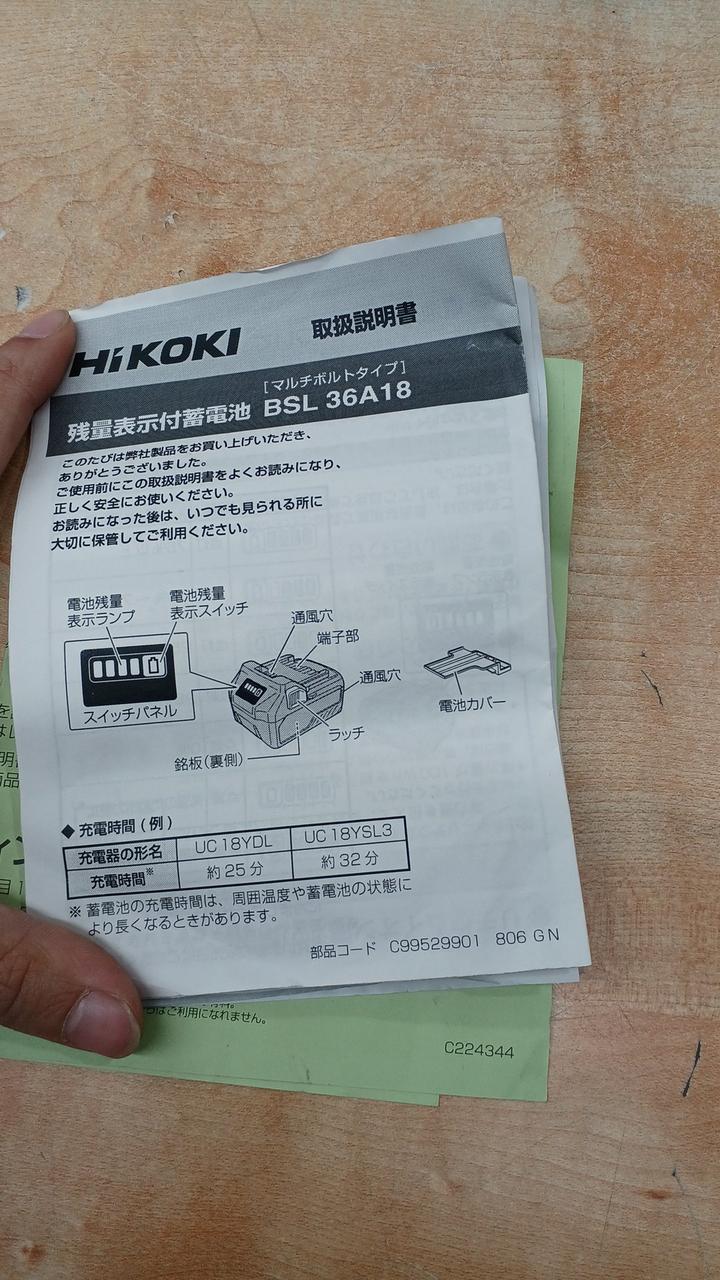 HiKOKI
取扱説明書
[マルチボルトタイプ]
残量表示付蓄電池 BSL 36A18
このたびは弊社製品をお買い上げいただき、
ありがとうございました。
ご使用前にこの取扱説明書をよくお読みになり、
正しく安全にお使いください。
お読みになった後は、いつでも見られる所に
大切に保管してご利用ください。
電池残量
表示ランプ
電池残量
表示スイッチ
通風穴
端子部
通風穴
スイッチパネル
ラッチ
銘板(裏側)
電池カバー
◆ 充電時間(例)
充電器の形名 UC 18YDL UC 18YSL3
充電時間※ 約 25 分 約 32 分
※ 蓄電池の充電時間は、周囲温度や蓄電池の状態に
より長くなるときがあります。
部品コード C99529901 806 G N
はご利用になれません。
C224344